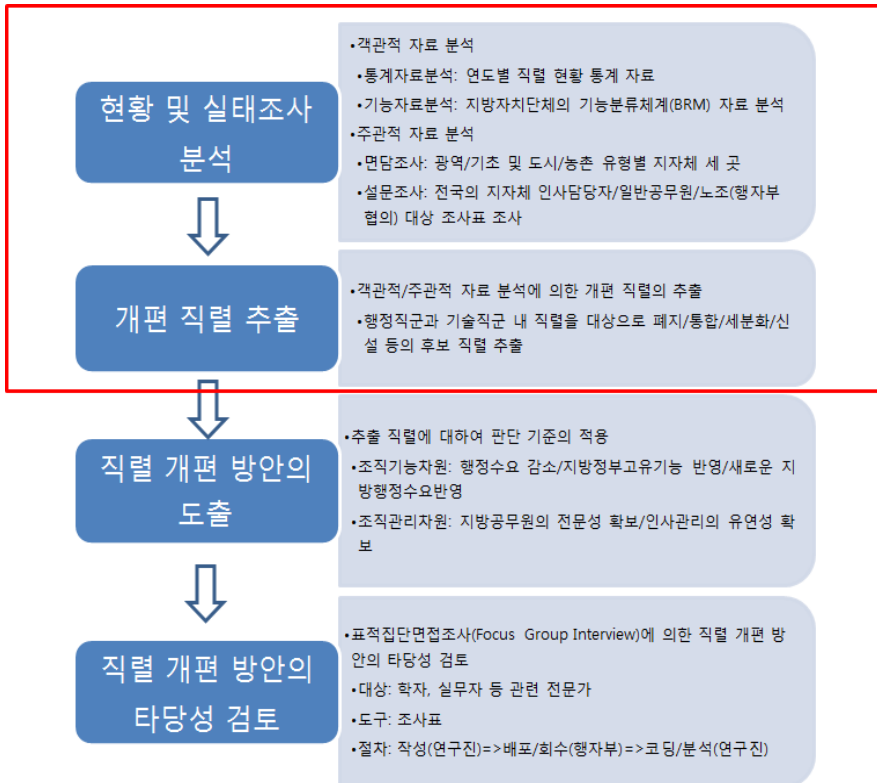 현황 및 실태조사
분석
•객관적 자료 분석
•통계자료분석: 연도별 직렬 현황 통계 자료
•기능자료분석: 지방자치단체의 기능분류체계(BRM) 자료 분석
•주관적 자료 분석
•면담조사: 광역/기초 및 도시/농촌 유형별 지자체 세 곳
•설문조사: 전국의 지자체 인사담당자/일반공무원/노조(행자부
협의) 대상 조사표 조사
개편 직렬 추출
•객관적/주관적 자료 분석에 의한 개편 직렬의 추출
•행정직군과 기술직군 내 직렬을 대상으로 폐지/통합/세분화/신
설 등의 후보 직렬 추출
직렬 개편 방안의
도출
•추출 직렬에 대하여 판단 기준의 적용
•조직기능차원: 행정수요 감소/지방정부고유기능 반영/새로운 지
방행정수요반영
•조직관리차원: 지방공무원의 전문성 확보/인사관리의 유연성 확
보
직렬 개편 방안의
타당성 검토
•표적집단면접조사(Focus Group Interview)에 의한 직렬 개편 방
안의 타당성 검토
•대상: 학자, 실무자 등 관련 전문가
•도구: 조사표
•절차: 작성(연구진)=>배포/회수(행자부)=>코딩/분석(연구진)